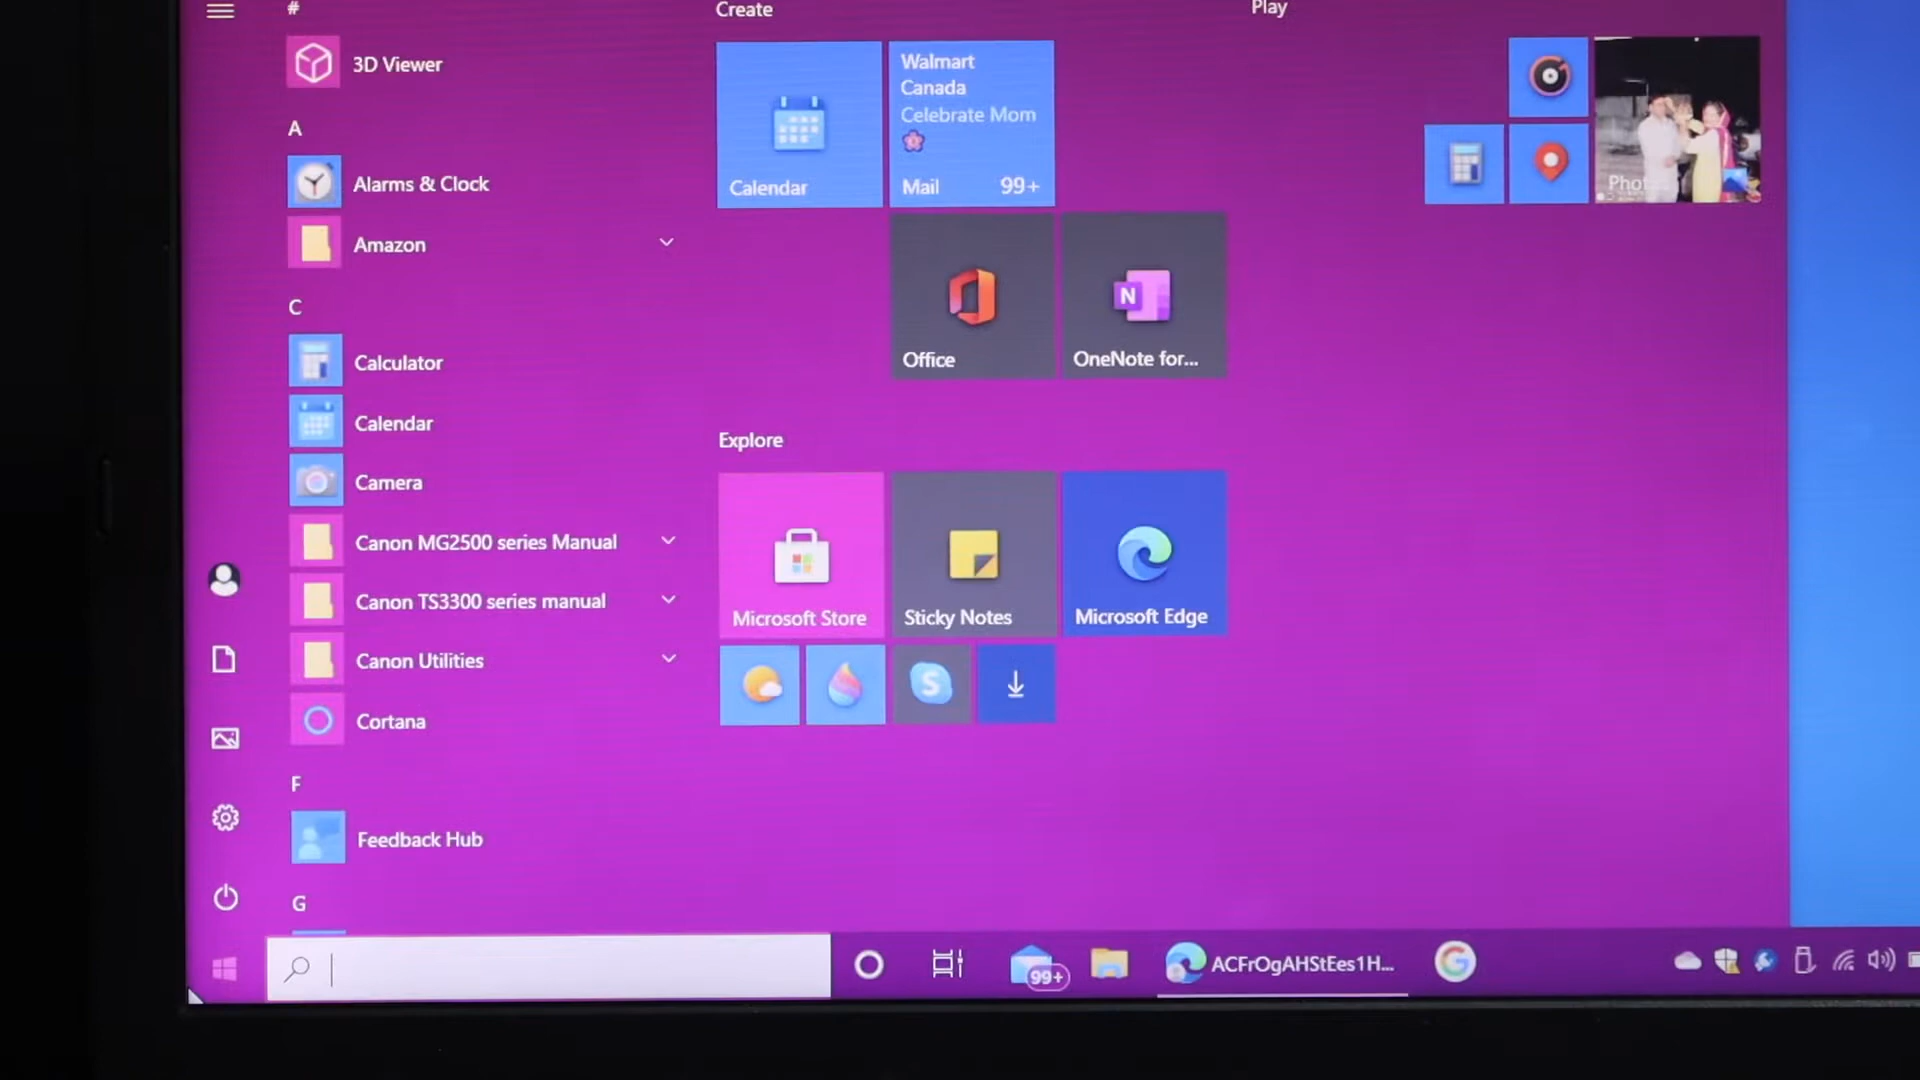 #
3D Viewer
A
Alarms & Clock
Amazon
C
Calculator
Calendar
Camera
Canon MG2500 series Manual
Canon TS3300 series manual
Canon Utilities
Cortana
F
Feedback Hub
G
Create
Calendar
Walmart
Canada
Celebrate Mom
Mail 99+
Office
N
OneNote for...
Explore
Microsoft Store
Sticky Notes
Microsoft Edge
S
Play
99+
ACFrOgAHStEes1H...
G